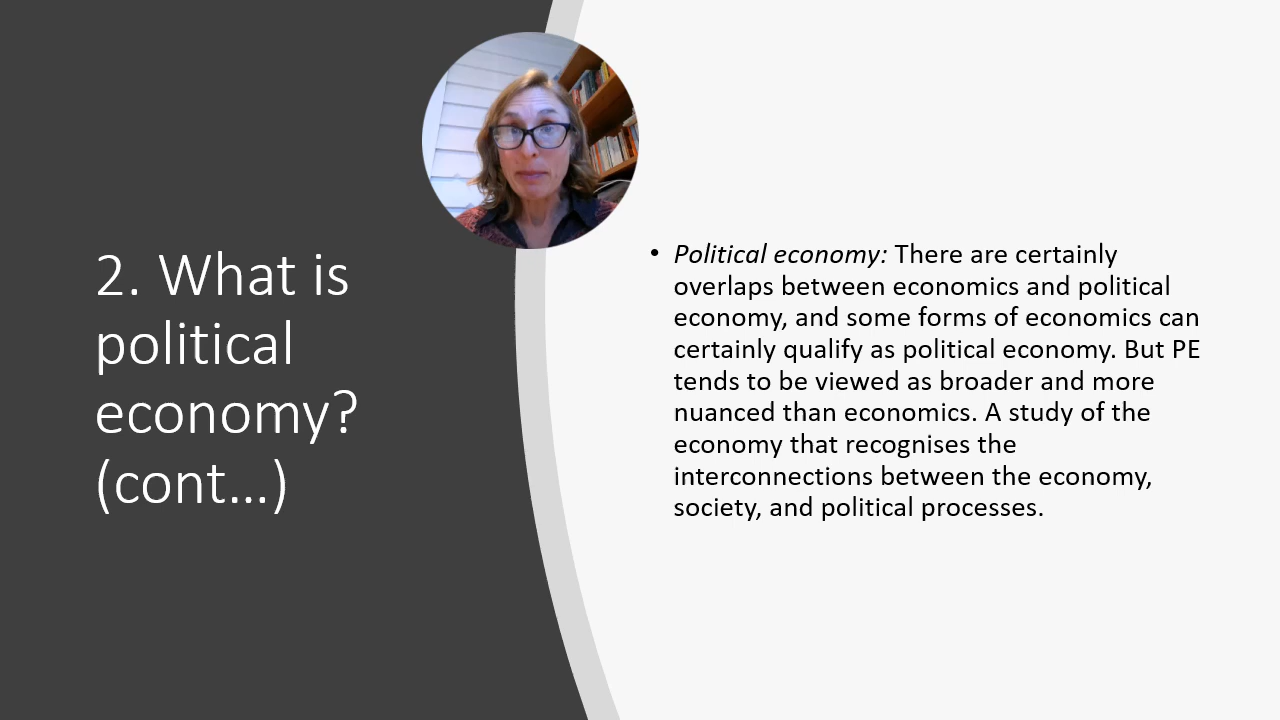 2. What is
political
economy?
(cont…)
• Political economy: There are certainly
overlaps between economics and political
economy, and some forms of economics can
certainly qualify as political economy. But PE
tends to be viewed as broader and more
nuanced than economics. A study of the
economy that recognises the
interconnections between the economy,
society, and political processes.